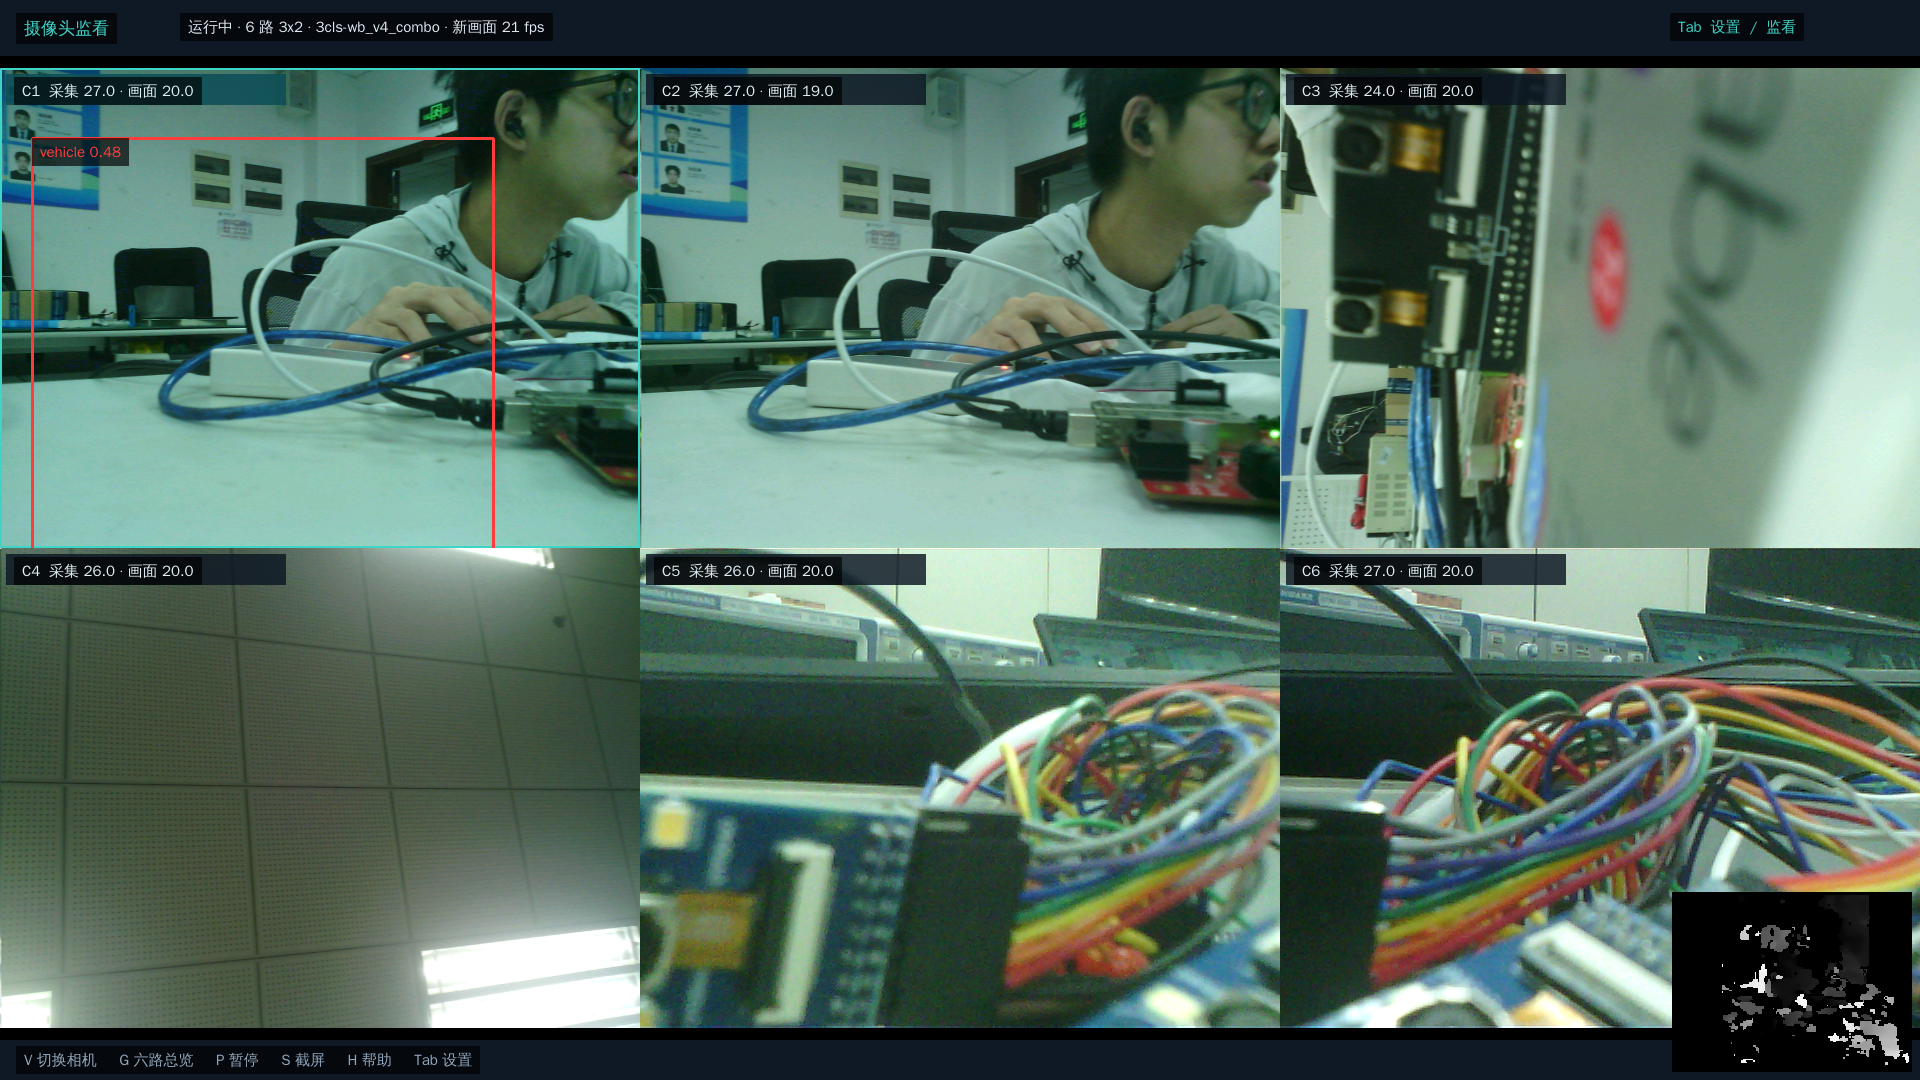 摄像头监看
运行中 · 6 路 3x2 · 3cls-wb_v4_combo · 新画面 21 fps
Tab 设置 / 监看
C1 采集 27.0 · 画面 20.0
vehicle 0.48
C2 采集 27.0 · 画面 19.0
C3 采集 24.0 · 画面 20.0
C4 采集 26.0 · 画面 20.0
C5 采集 26.0 · 画面 20.0
C6 采集 27.0 · 画面 20.0
V 切换相机 G 六路总览 P 暂停 S 截屏 H 帮助 Tab 设置